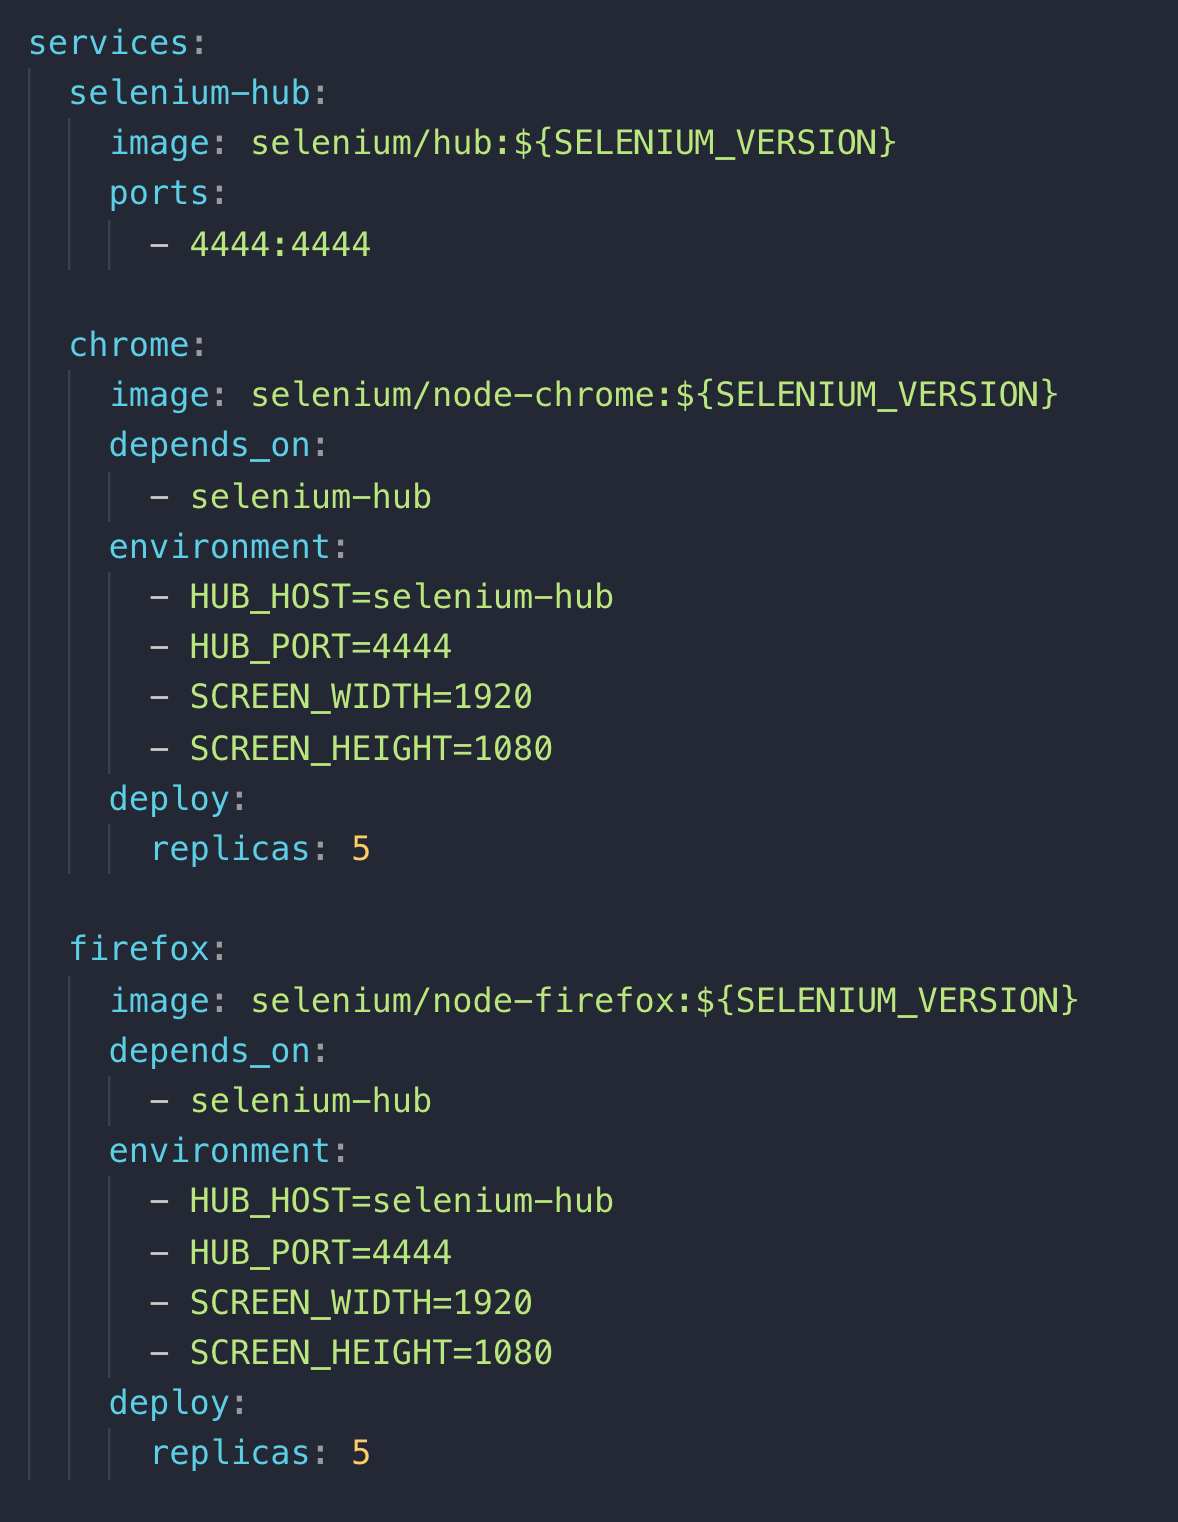 services:
  selenium-hub:
    image: selenium/hub:${SELENIUM_VERSION}
    ports:
      - 4444:4444

  chrome:
    image: selenium/node-chrome:${SELENIUM_VERSION}
    depends_on:
      - selenium-hub
    environment:
      - HUB_HOST=selenium-hub
      - HUB_PORT=4444
      - SCREEN_WIDTH=1920
      - SCREEN_HEIGHT=1080
    deploy:
      replicas: 5

  firefox:
    image: selenium/node-firefox:${SELENIUM_VERSION}
    depends_on:
      - selenium-hub
    environment:
      - HUB_HOST=selenium-hub
      - HUB_PORT=4444
      - SCREEN_WIDTH=1920
      - SCREEN_HEIGHT=1080
    deploy:
      replicas: 5